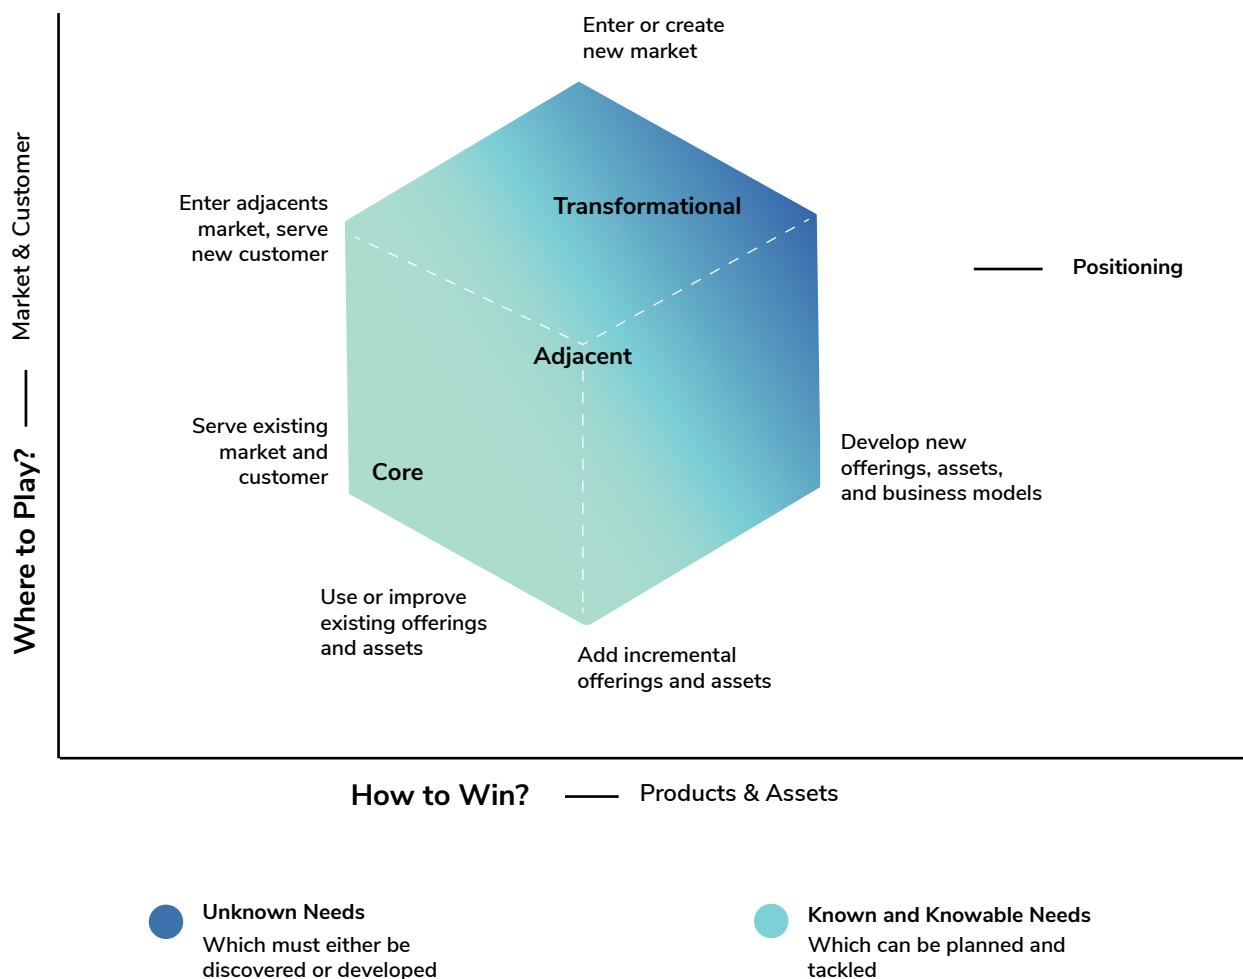 Enter or create
new market
Market & Customer
Where to Play?
Enter adjacents
market, serve
new customer
Transformational
Positioning
Adjacent
Serve existing
market and
customer
Core
Develop new
offerings, assets,
and business models
Use or improve
existing offerings
and assets
Add incremental
offerings and assets
How to Win?
Products & Assets
Unknown Needs
Which must either be
discovered or developed
Known and Knowable Needs
Which can be planned and
tackled